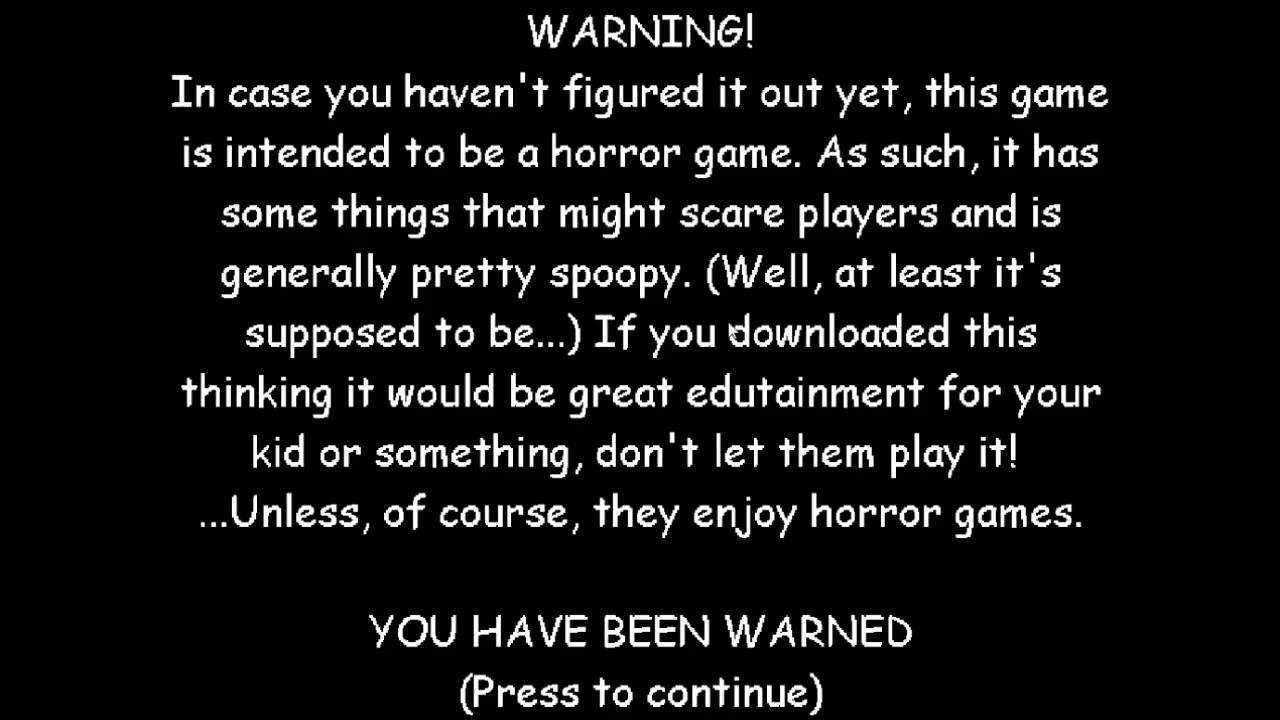 WARNING!
In case you haven't figured it out yet, this game
is intended to be a horror game. As such, it has
some things that might scare players and is
generally pretty spoopy. (Well, at least it's
supposed to be...) If you downloaded this
thinking it would be great edutainment for your
kid or something, don't let them play it!
...Unless, of course, they enjoy horror games.
YOU HAVE BEEN WARNED
(Press to continue)